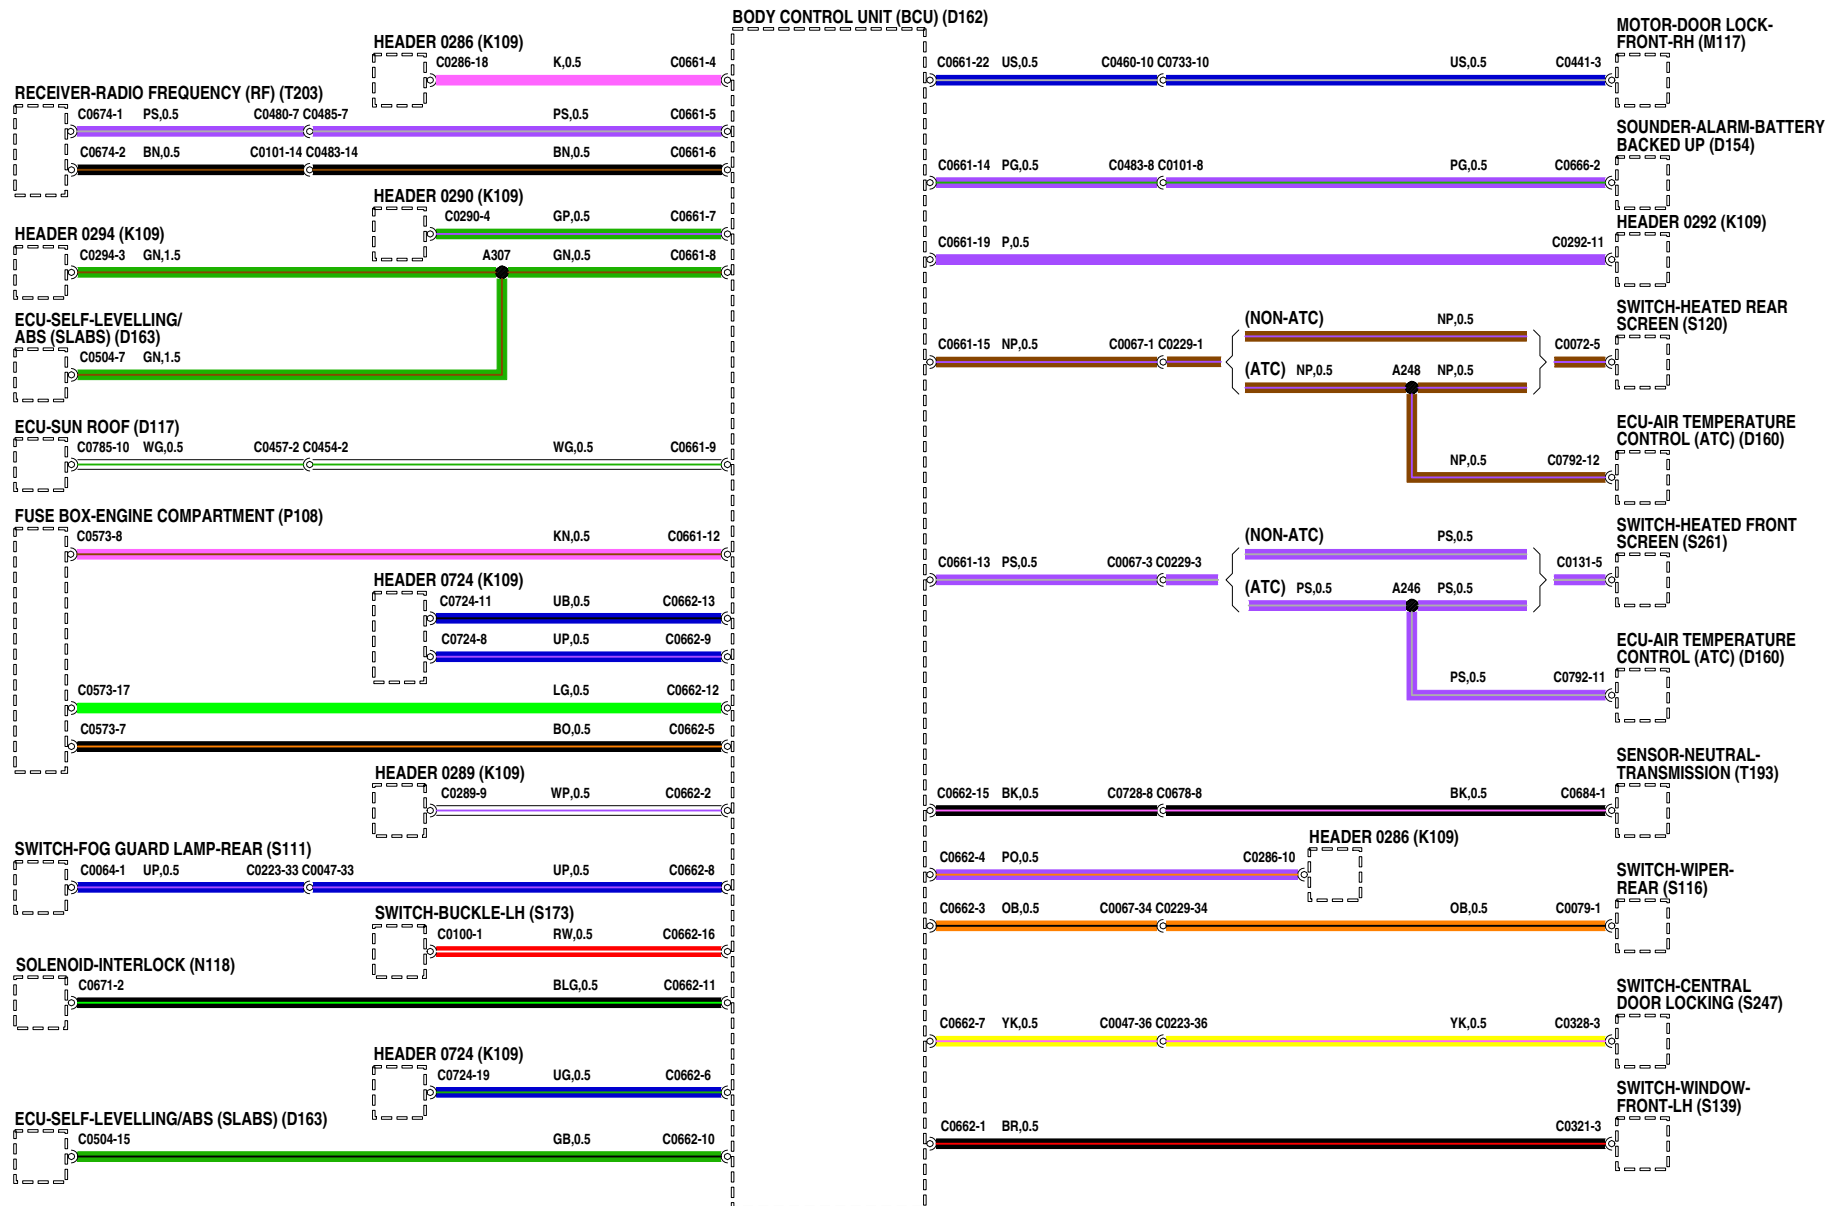 BODY CONTROL UNIT (BCU) (D162)
HEADER 0286 (K109)
C0286-18 K,0.5 C0661-4
RECEIVER-RADIO FREQUENCY (RF) (T203)
C0674-1 PS,0.5 C0480-7 C0485-7 PS,0.5 C0661-5
C0674-2 BN,0.5 C0101-14 C0483-14 BN,0.5 C0661-6
HEADER 0290 (K109)
C0290-4 GP,0.5 C0661-7
HEADER 0294 (K109)
C0294-3 GN,1.5 A307 GN,0.5 C0661-8
ECU-SELF-LEVELLING/
ABS (SLABS) (D163)
C0504-7 GN,1.5
ECU-SUN ROOF (D117)
C0785-10 WG,0.5 C0457-2 C0454-2 WG,0.5 C0661-9
FUSE BOX-ENGINE COMPARTMENT (P108)
C0573-8 KN,0.5 C0661-12
HEADER 0724 (K109)
C0724-11 UB,0.5 C0662-13
C0724-8 UP,0.5 C0662-9
C0573-17 LG,0.5 C0662-12
C0573-7 BO,0.5 C0662-5
HEADER 0289 (K109)
C0289-9 WP,0.5 C0662-2
SWITCH-FOG GUARD LAMP-REAR (S111)
C0064-1 UP,0.5 C0223-33 C0047-33 UP,0.5 C0662-8
SWITCH-BUCKLE-LH (S173)
C0100-1 RW,0.5 C0662-16
SOLENOID-INTERLOCK (N118)
C0671-2 BLG,0.5 C0662-11
HEADER 0724 (K109)
C0724-19 UG,0.5 C0662-6
ECU-SELF-LEVELLING/ABS (SLABS) (D163)
C0504-15 GB,0.5 C0662-10
MOTOR-DOOR LOCK-
FRONT-RH (M117)
C0661-22 US,0.5 C0460-10 C0733-10 US,0.5 C0441-3
SOUNDER-ALARM-BATTERY
BACKED UP (D154)
C0661-14 PG,0.5 C0483-8 C0101-8 PG,0.5 C0666-2
HEADER 0292 (K109)
C0661-19 P,0.5 C0292-11
SWITCH-HEATED REAR
SCREEN (S120)
(NON-ATC) NP,0.5
C0661-15 NP,0.5 C0067-1 C0229-1 C0072-5
(ATC) NP,0.5 A248 NP,0.5
ECU-AIR TEMPERATURE
CONTROL (ATC) (D160)
NP,0.5 C0792-12
SWITCH-HEATED FRONT
SCREEN (S261)
(NON-ATC) PS,0.5
C0661-13 PS,0.5 C0067-3 C0229-3 C0131-5
(ATC) PS,0.5 A246 PS,0.5
ECU-AIR TEMPERATURE
CONTROL (ATC) (D160)
PS,0.5 C0792-11
SENSOR-NEUTRAL-
TRANSMISSION (T193)
C0662-15 BK,0.5 C0728-8 C0678-8 BK,0.5 C0684-1
HEADER 0286 (K109)
C0662-4 PO,0.5 C0286-10
SWITCH-WIPER-
REAR (S116)
C0662-3 OB,0.5 C0067-34 C0229-34 OB,0.5 C0079-1
SWITCH-CENTRAL
DOOR LOCKING (S247)
C0662-7 YK,0.5 C0047-36 C0223-36 YK,0.5 C0328-3
SWITCH-WINDOW-
FRONT-LH (S139)
C0662-1 BR,0.5 C0321-3